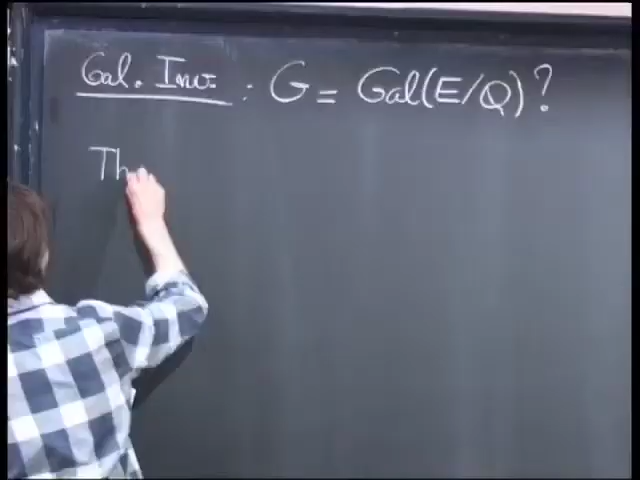 Gal. Inv. : G = Gal(E/Q)?
Th